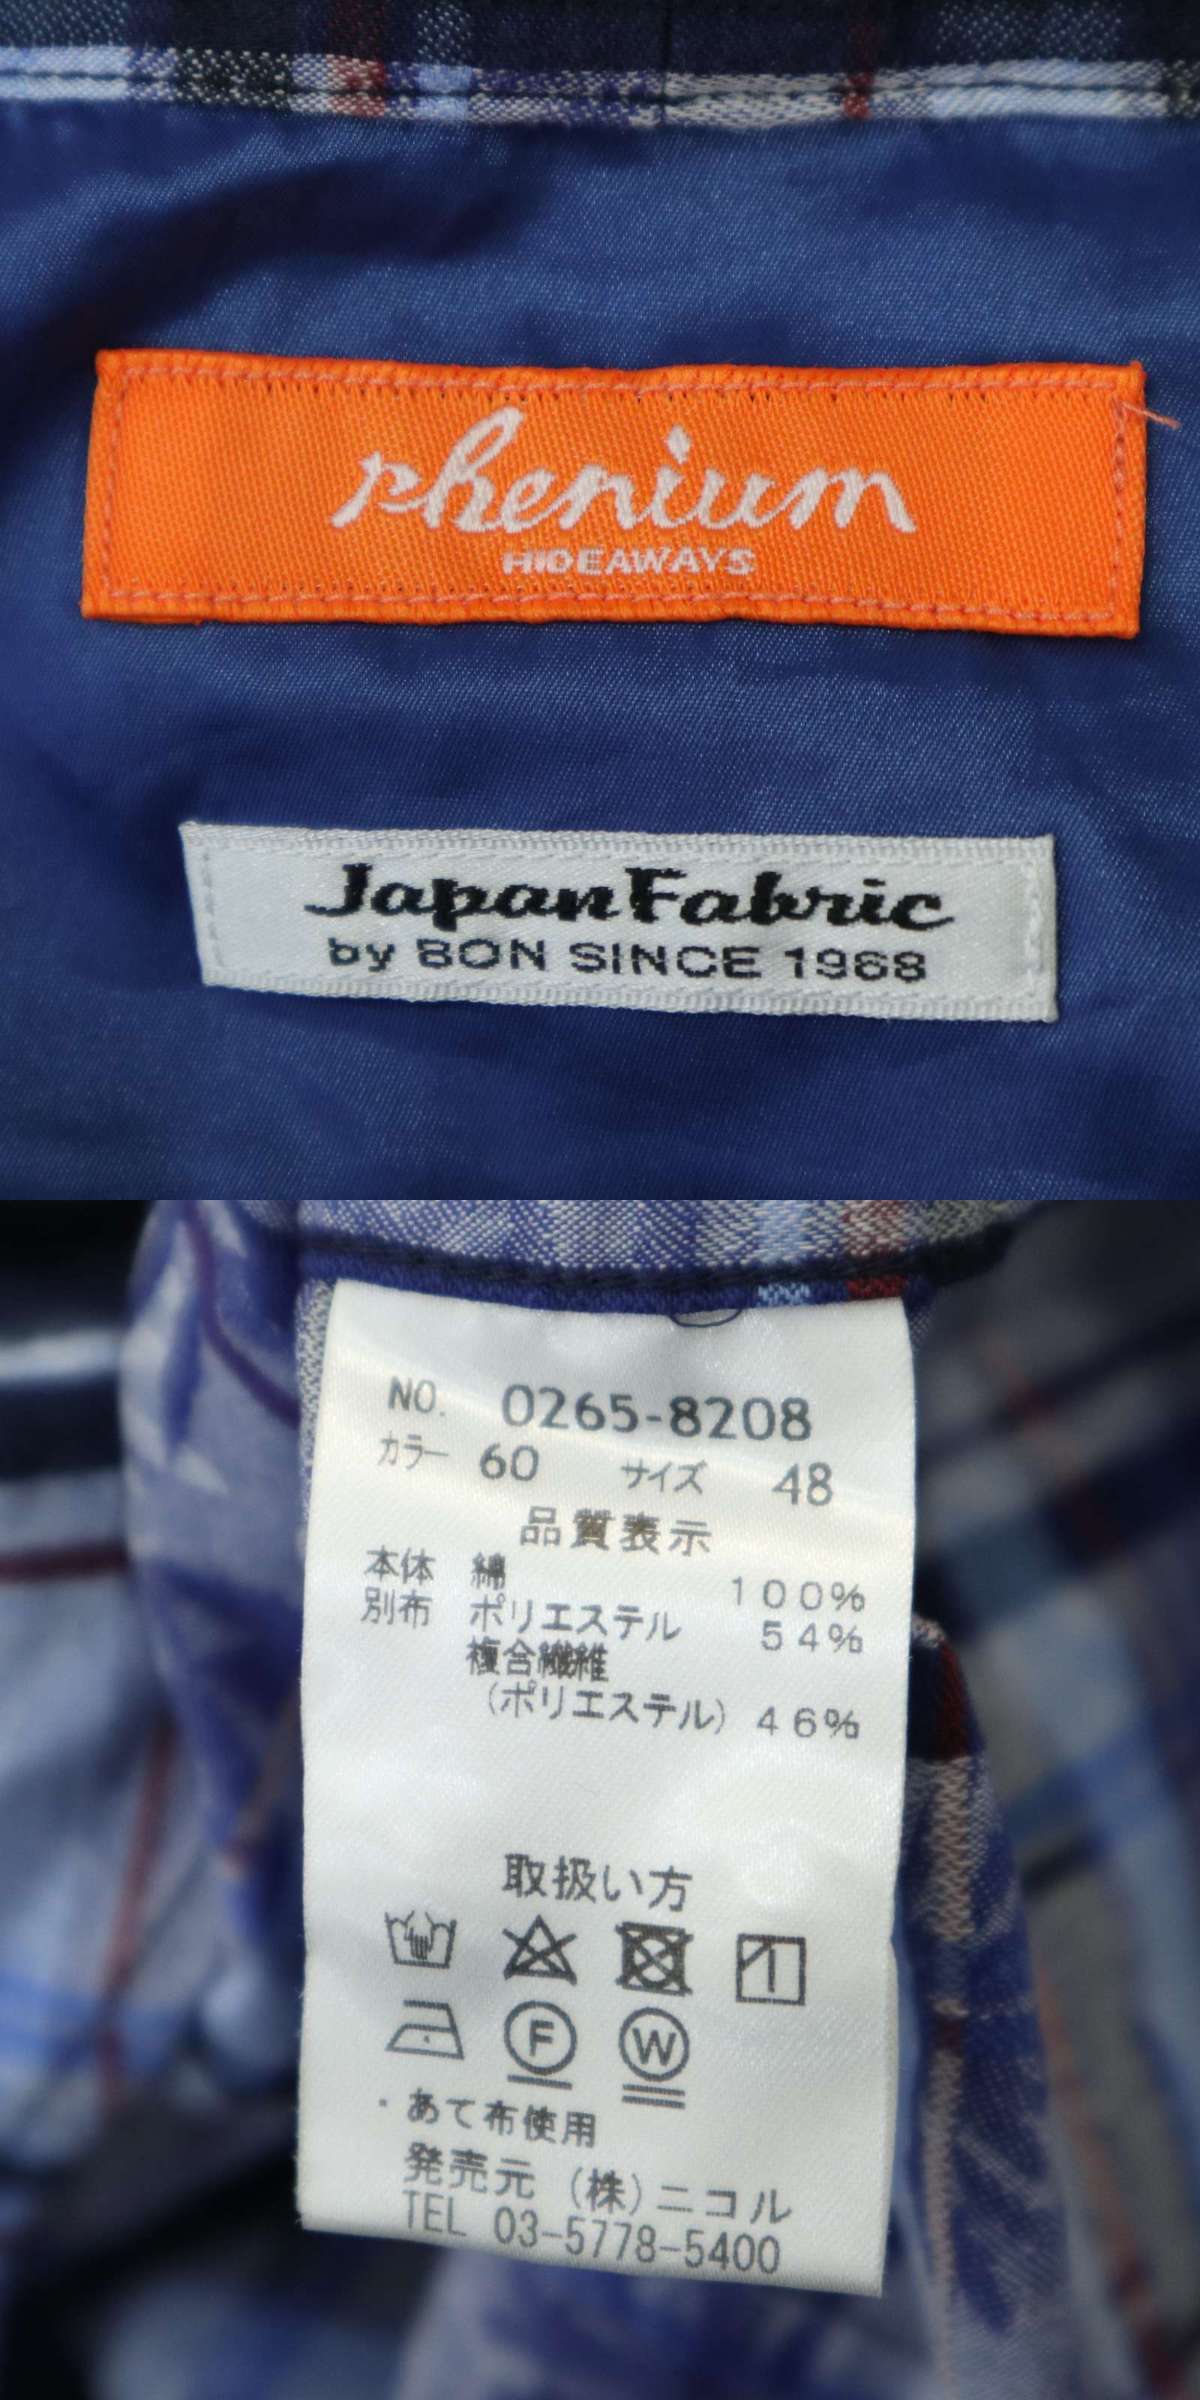 phenium
HIDEAWAYS
Japan Fabric
by BON SINCE 1968
NO. 0265-8208
カラー 60 サイズ 48
品質表示
本体 綿 100%
別布 ポリエステル 54%
複合繊維
(ポリエステル) 46%
取扱い方
F W
・あて布使用
発売元 (株)ニコル
TEL 03-5778-5400